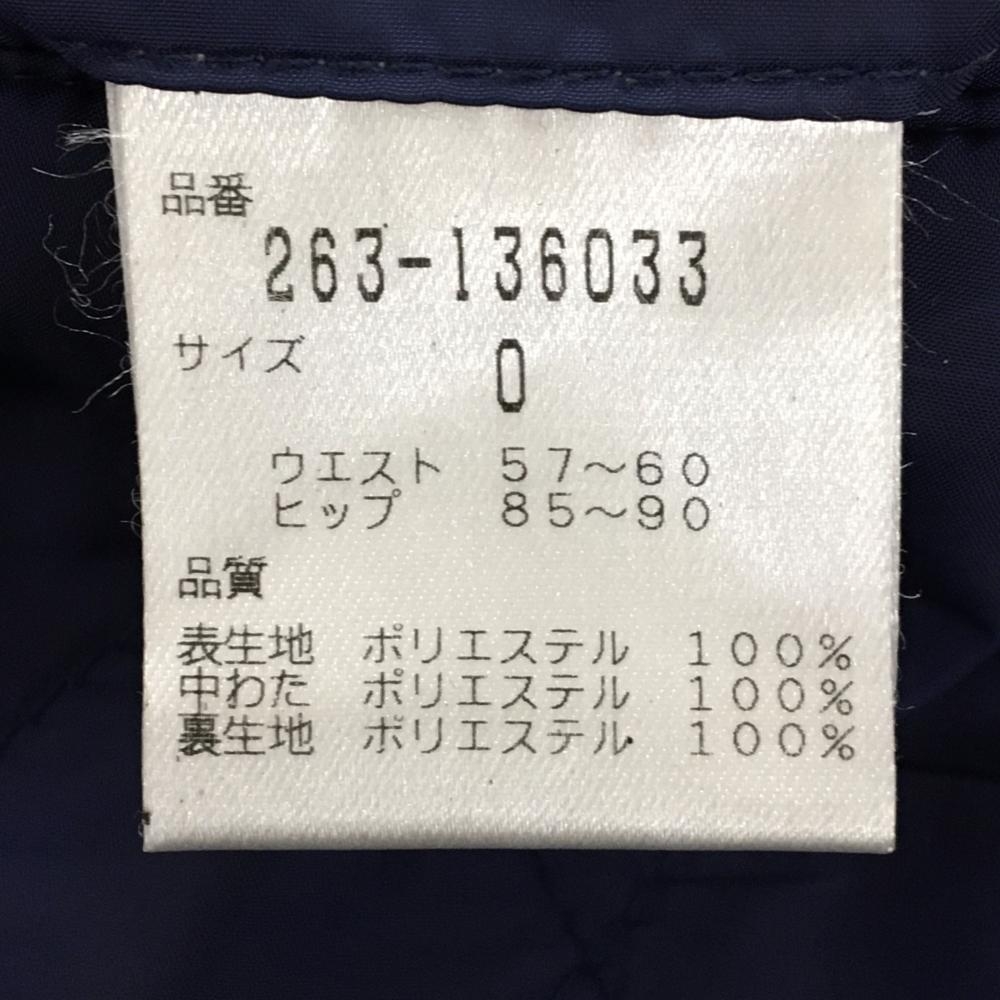 品番
263-136033
サイズ 0
ウエスト 57〜60
ヒップ 85〜90
品質
表生地 ポリエステル 100%
中わた ポリエステル 100%
裏生地 ポリエステル 100%